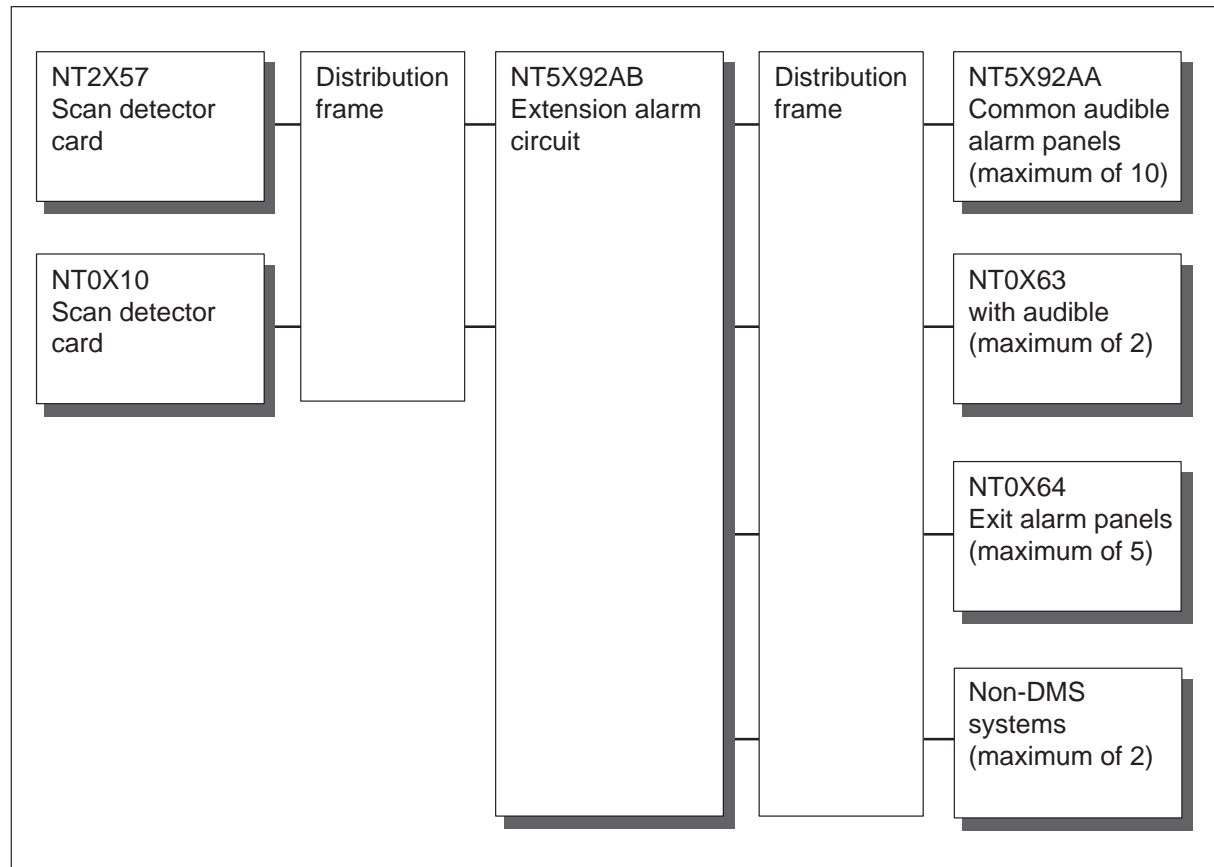 NT2X57
Scan detector
card
NT0X10
Scan detector
card
Distribution
frame
NT5X92AB
Extension alarm
circuit
Distribution
frame
NT5X92AA
Common audible
alarm panels
(maximum of 10)
NT0X63
with audible
(maximum of 2)
NT0X64
Exit alarm panels
(maximum of 5)
Non-DMS
systems
(maximum of 2)